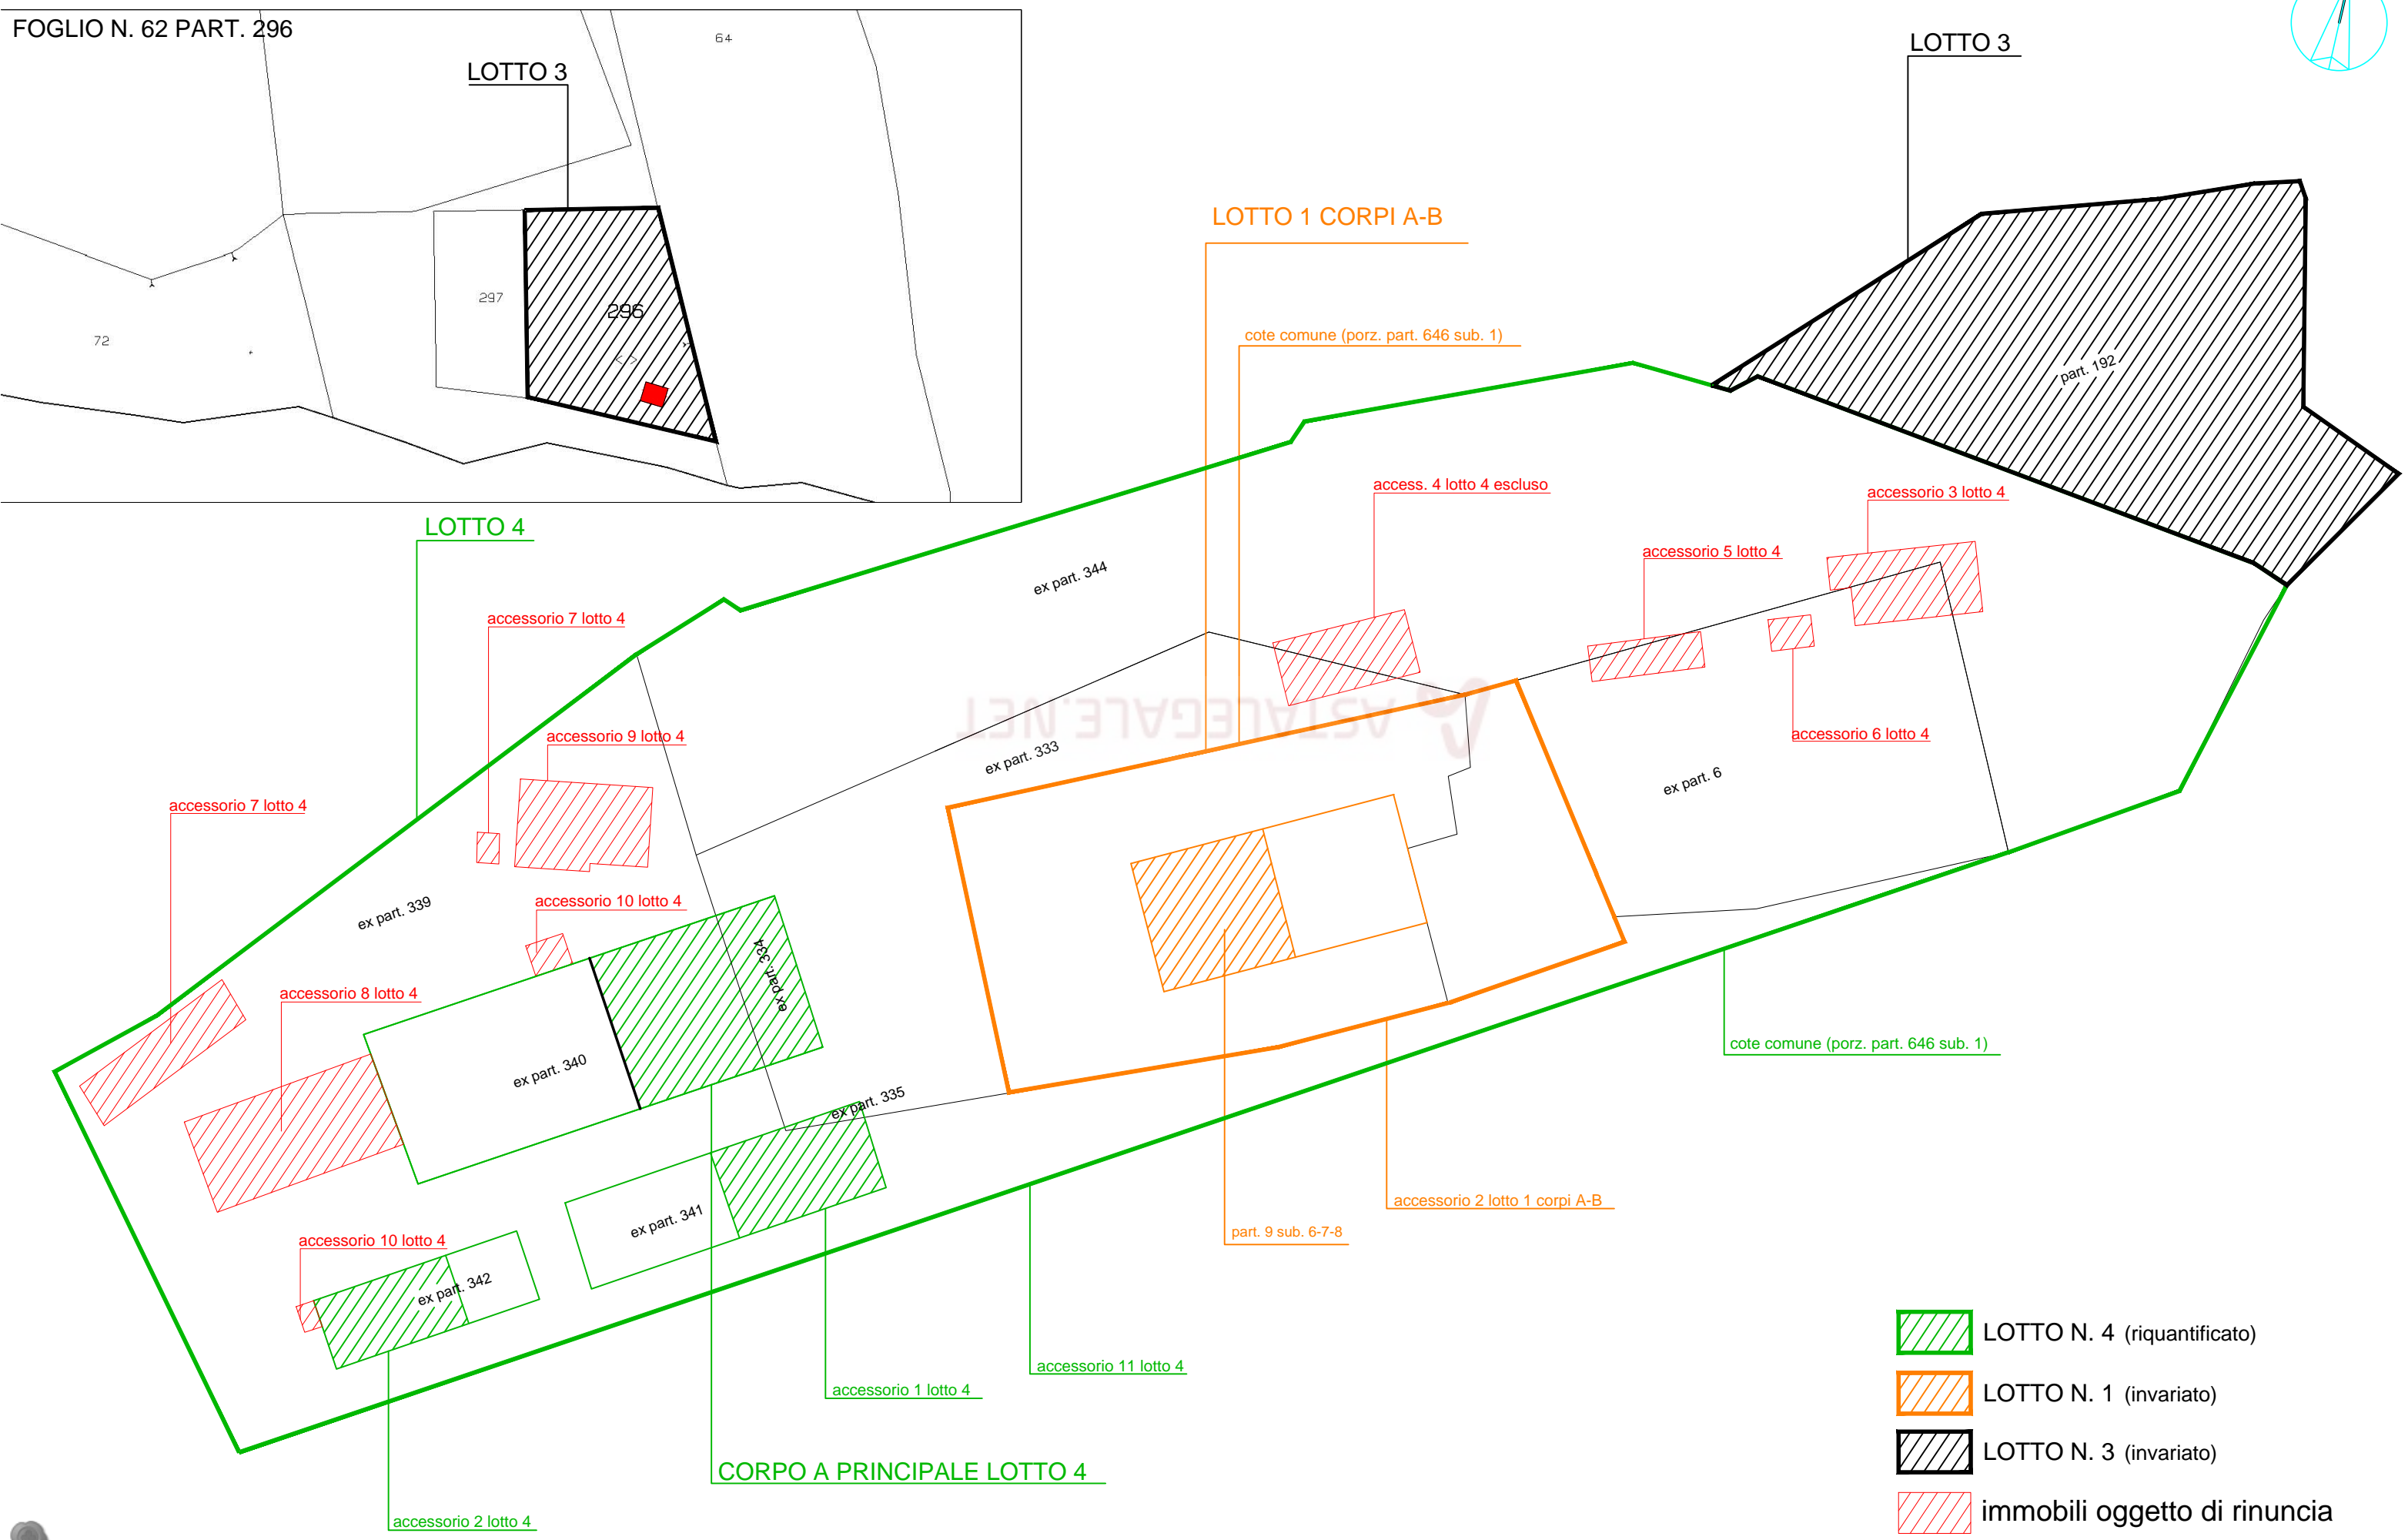 FOGLIO N. 62 PART. 296
64
LOTTO 3
LOTTO 3
297
296
72
LOTTO 1 CORPI A-B
cote comune (porz. part. 646 sub. 1)
part. 192
access. 4 lotto 4 escluso
accessorio 3 lotto 4
LOTTO 4
accessorio 5 lotto 4
ex part. 344
accessorio 7 lotto 4
ASTALEGALE.NET
accessorio 9 lotto 4
accessorio 6 lotto 4
ex part. 333
ex part. 6
accessorio 7 lotto 4
accessorio 10 lotto 4
ex part. 339
ex part. 334
accessorio 8 lotto 4
cote comune (porz. part. 646 sub. 1)
ex part. 340
ex part. 335
accessorio 2 lotto 1 corpi A-B
ex part. 341
part. 9 sub. 6-7-8
accessorio 10 lotto 4
ex part. 342
accessorio 11 lotto 4
accessorio 1 lotto 4
CORPO A PRINCIPALE LOTTO 4
accessorio 2 lotto 4
LOTTO N. 4 (riquantificato)
LOTTO N. 1 (invariato)
LOTTO N. 3 (invariato)
immobili oggetto di rinuncia